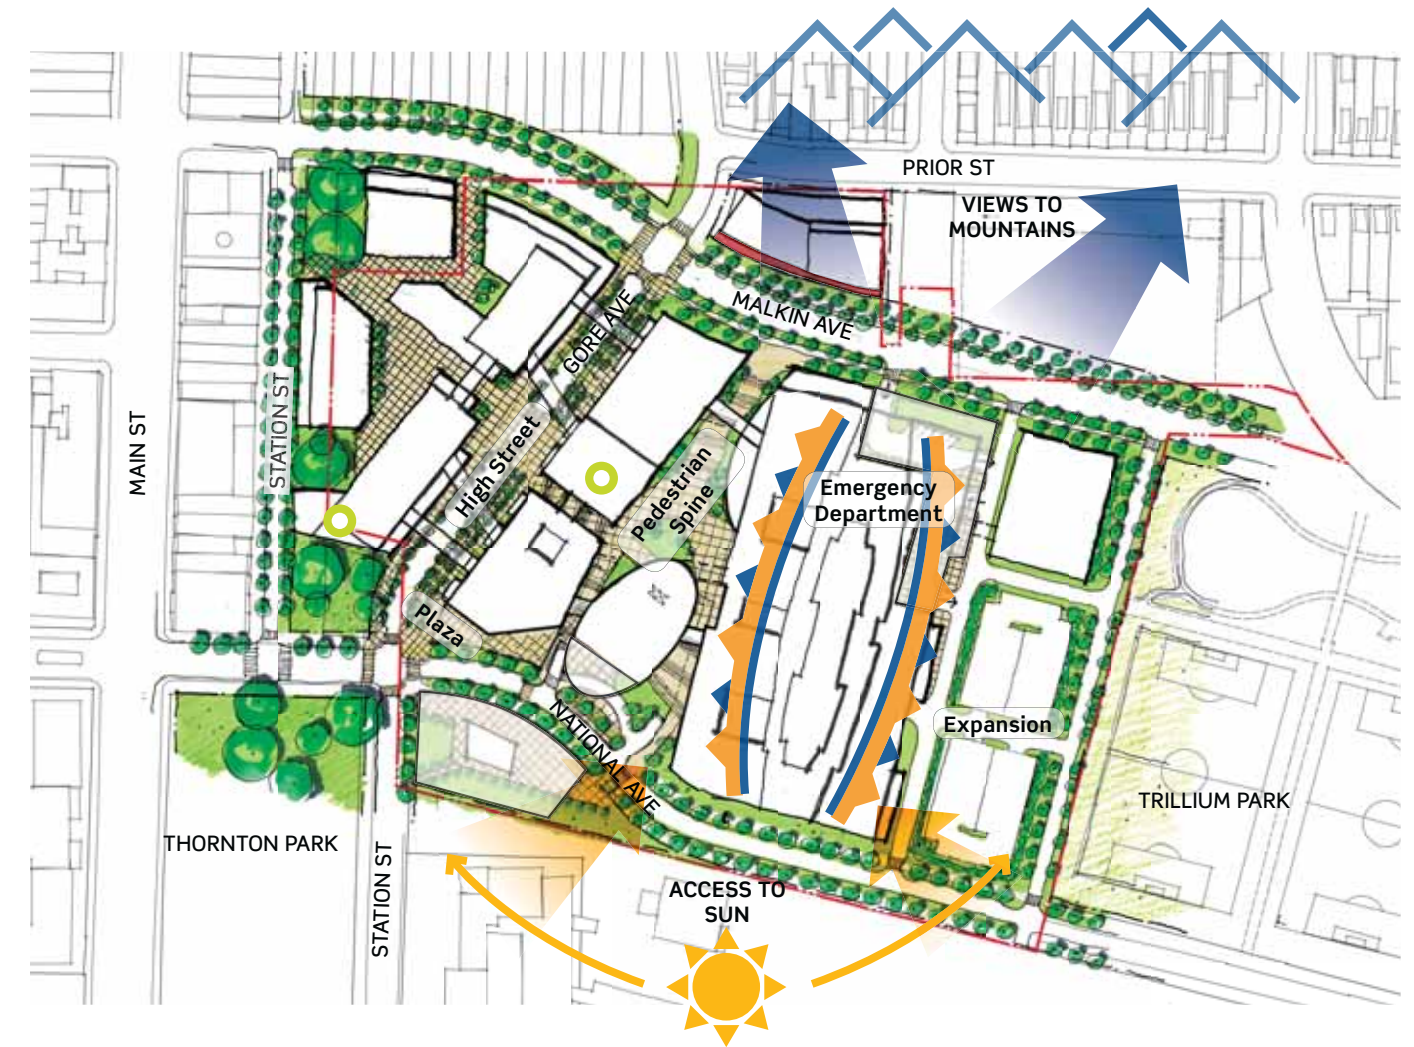 PRIOR ST
VIEWS TO
MOUNTAINS
MALKIN AVE
GORE AVE
STATION ST
MAIN ST
High Street
Pedestrian
Spine
Emergency
Department
Plaza
NATIONAL AVE
Expansion
TRILLIUM PARK
THORNTON PARK
STATION ST
ACCESS TO
SUN